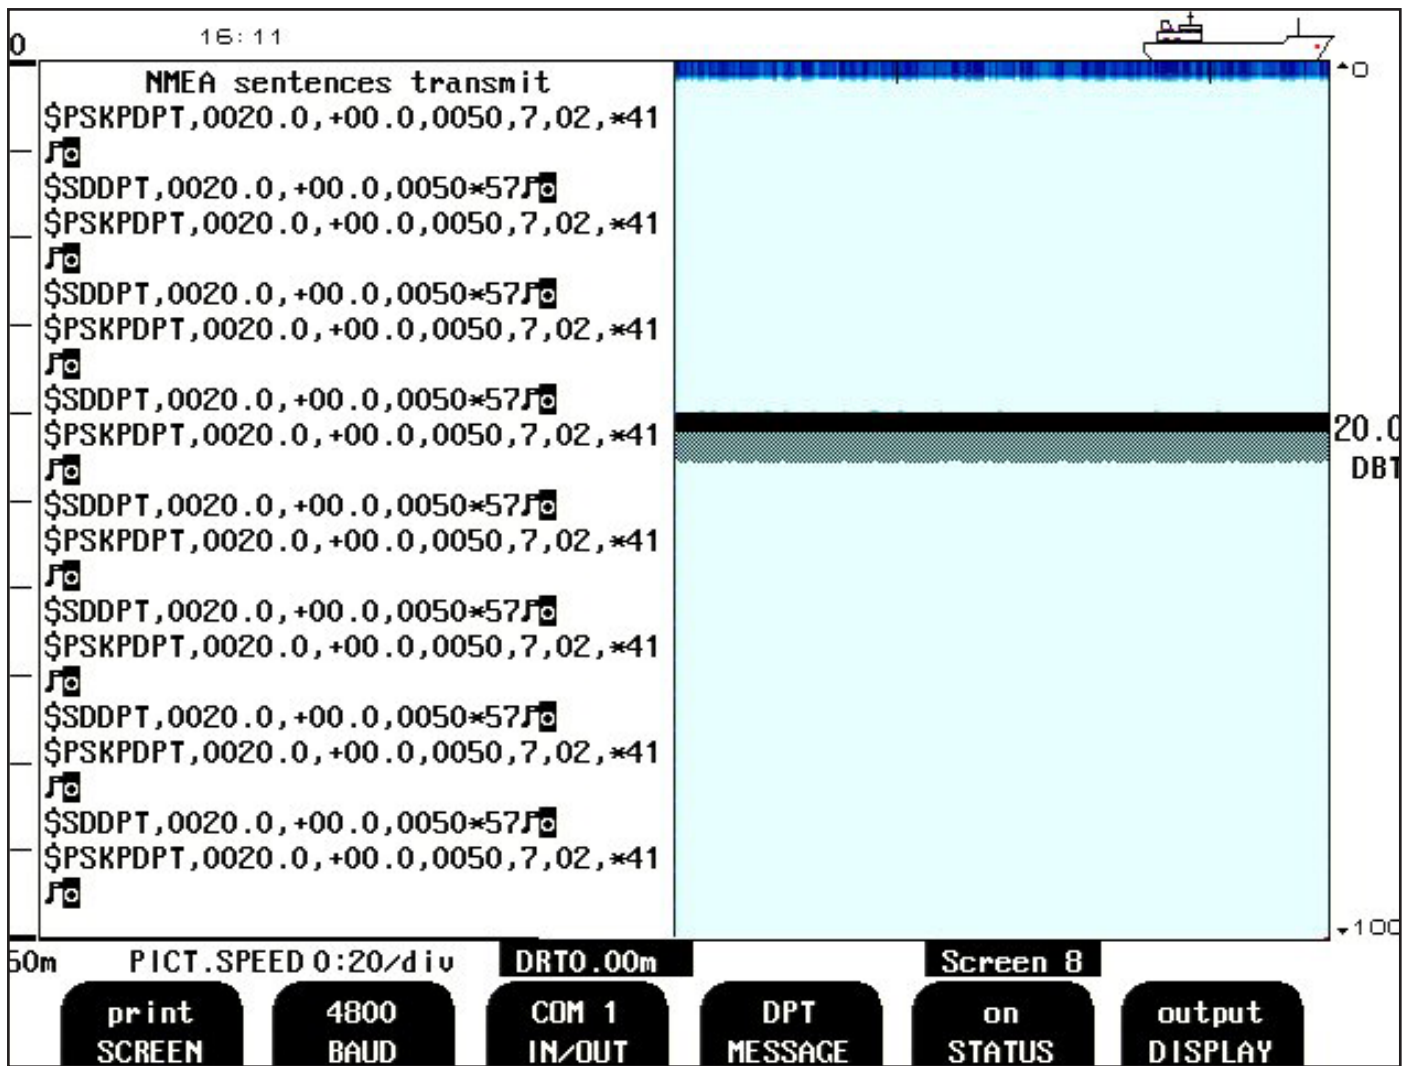 0
16:11
NMEA sentences transmit
$PSKPDPT,0020.0,+00.0,0050,7,02,*41
♪◙
$SDDPT,0020.0,+00.0,0050*57♪◙
$PSKPDPT,0020.0,+00.0,0050,7,02,*41
♪◙
$SDDPT,0020.0,+00.0,0050*57♪◙
$PSKPDPT,0020.0,+00.0,0050,7,02,*41
♪◙
$SDDPT,0020.0,+00.0,0050*57♪◙
$PSKPDPT,0020.0,+00.0,0050,7,02,*41
♪◙
$SDDPT,0020.0,+00.0,0050*57♪◙
$PSKPDPT,0020.0,+00.0,0050,7,02,*41
♪◙
$SDDPT,0020.0,+00.0,0050*57♪◙
$PSKPDPT,0020.0,+00.0,0050,7,02,*41
♪◙
$SDDPT,0020.0,+00.0,0050*57♪◙
$PSKPDPT,0020.0,+00.0,0050,7,02,*41
♪◙
$SDDPT,0020.0,+00.0,0050*57♪◙
$PSKPDPT,0020.0,+00.0,0050,7,02,*41
♪◙
0
20.0
DBT
100
50m PICT.SPEED 0:20/div DRT0.00m Screen 8
print SCREEN
4800 BAUD
COM 1 IN/OUT
DPT MESSAGE
on STATUS
output DISPLAY